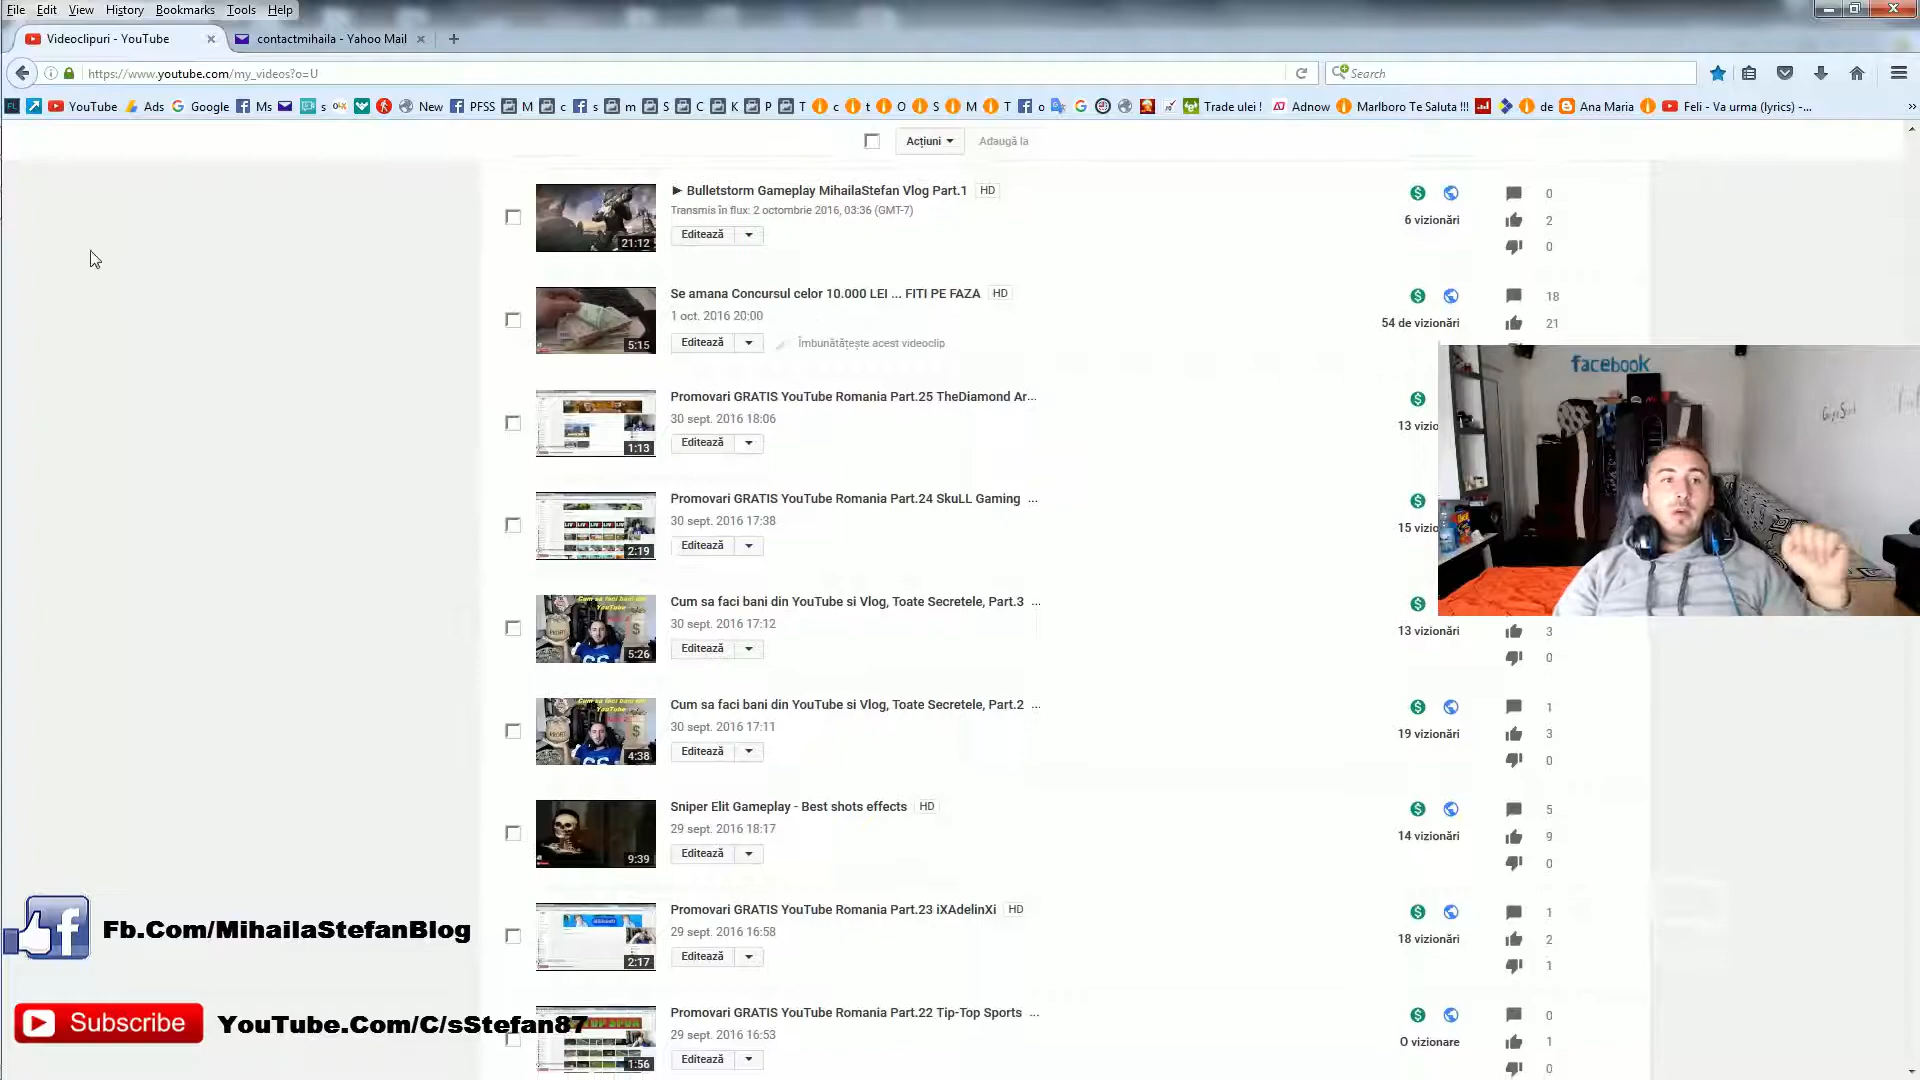 File Edit View History Bookmarks Tools Help
Videoclipuri - YouTube
contactmihaila - Yahoo Mail
https://www.youtube.com/my_videos?o=U
Search
YouTube Ads Google Ms s New PFSS M c s m S C K P T c t O S M T o Trade ulei ! Adnow Marlboro Te Saluta !!! de Ana Maria Feli - Va urma (lyrics) -...
Acțiuni Adaugă la
Bulletstorm Gameplay MihailaStefan Vlog Part.1 HD
Transmis în flux: 2 octombrie 2016, 03:36 (GMT-7)
Editează
21:12
6 vizionări
0
2
0
Se amana Concursul celor 10.000 LEI ... FITI PE FAZA HD
1 oct. 2016 20:00
Editează Îmbunătățește acest videoclip
5:15
54 de vizionări
18
21
Promovari GRATIS YouTube Romania Part.25 TheDiamond Ar...
30 sept. 2016 18:06
Editează
1:13
13 vizio
Promovari GRATIS YouTube Romania Part.24 SkuLL Gaming ...
30 sept. 2016 17:38
Editează
2:19
15 vizio
facebook
Cum sa faci bani din YouTube si Vlog, Toate Secretele, Part.3 ...
30 sept. 2016 17:12
Editează
5:26
13 vizionări
3
0
Cum sa faci bani din YouTube si Vlog, Toate Secretele, Part.2 ...
30 sept. 2016 17:11
Editează
4:38
19 vizionări
1
3
0
Sniper Elit Gameplay - Best shots effects HD
29 sept. 2016 18:17
Editează
9:39
14 vizionări
5
9
0
Promovari GRATIS YouTube Romania Part.23 iXAdelinXi HD
29 sept. 2016 16:58
Editează
2:17
18 vizionări
1
2
1
Promovari GRATIS YouTube Romania Part.22 Tip-Top Sports ...
29 sept. 2016 16:53
Editează
1:56
0 vizionare
0
1
0
Fb.Com/MihailaStefanBlog
Subscribe YouTube.Com/C/sStefan87